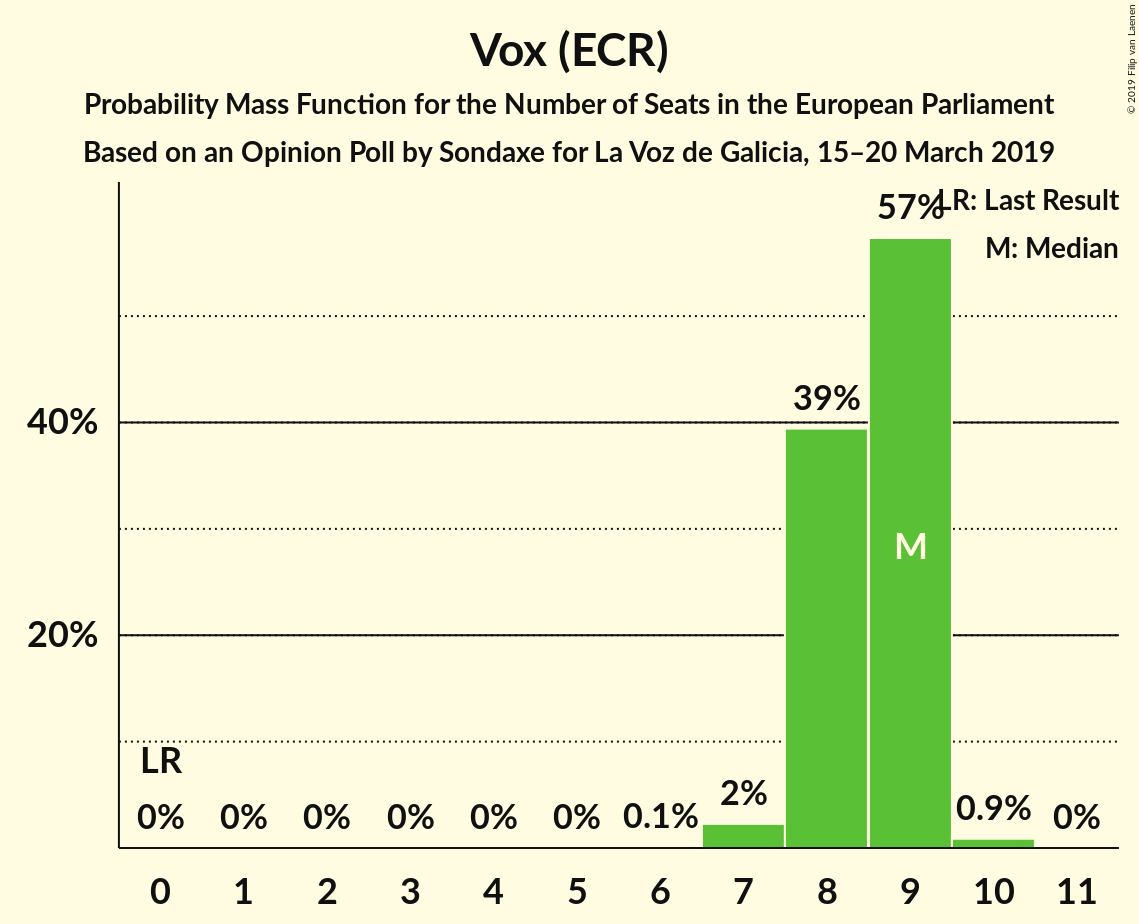 Vox (ECR)
Probability Mass Function for the Number of Seats in the European Parliament
Based on an Opinion Poll by Sondaxe for La Voz de Galicia, 15–20 March 2019
© 2019 Filip van Laenen
LR: Last Result
M: Median
57%
39%
40%
M
20%
LR
0% 0% 0% 0% 0% 0% 0.1% 2% 0.9% 0%
0 1 2 3 4 5 6 7 8 9 10 11